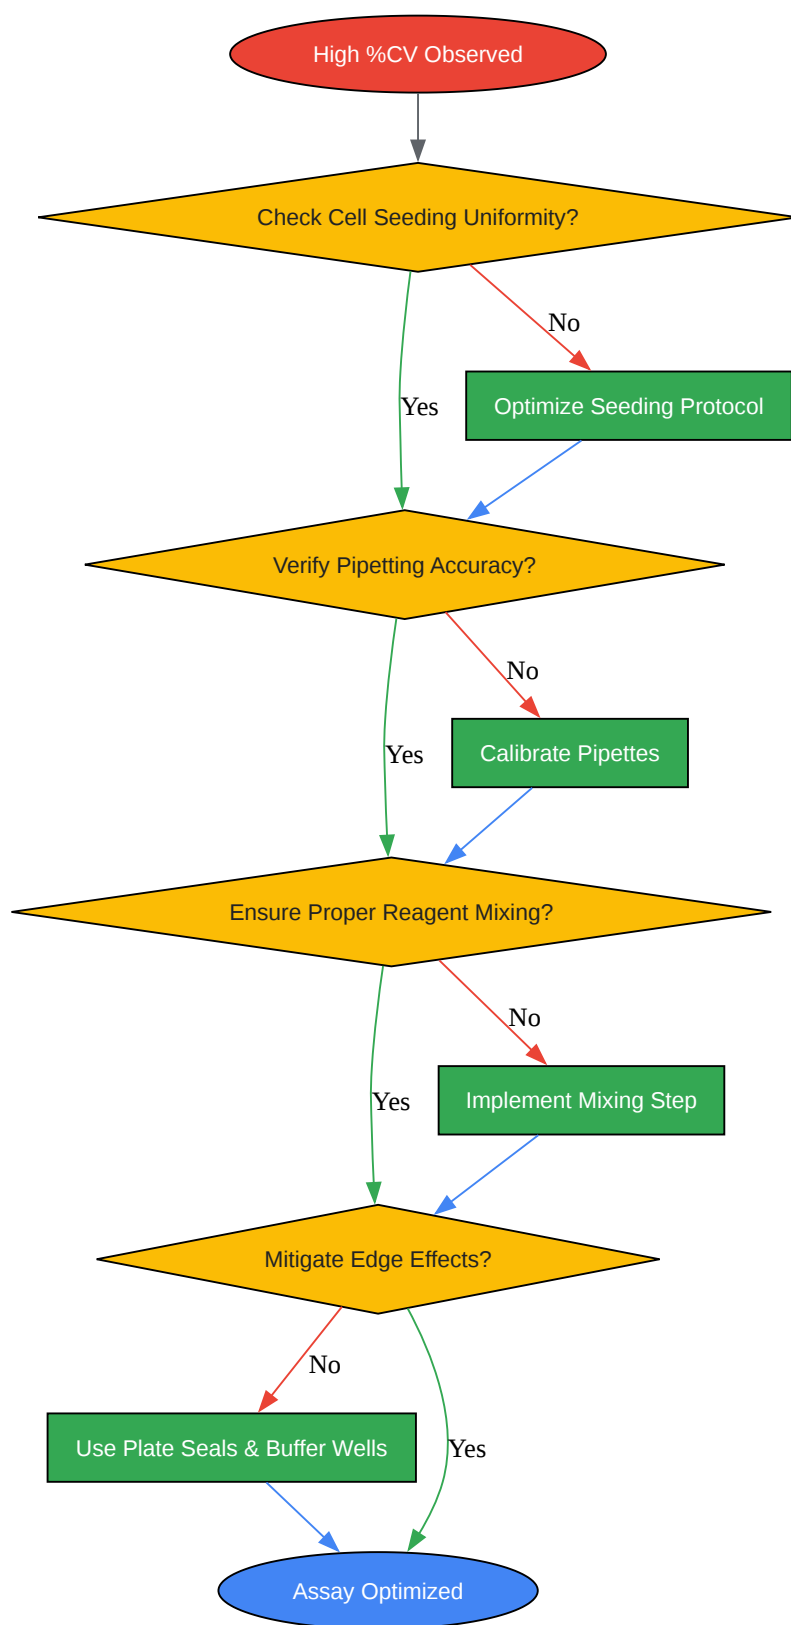 High %CV Observed
Check Cell Seeding Uniformity?
No
Yes
Optimize Seeding Protocol
Verify Pipetting Accuracy?
No
Yes
Calibrate Pipettes
Ensure Proper Reagent Mixing?
No
Yes
Implement Mixing Step
Mitigate Edge Effects?
No
Use Plate Seals & Buffer Wells
Yes
Assay Optimized